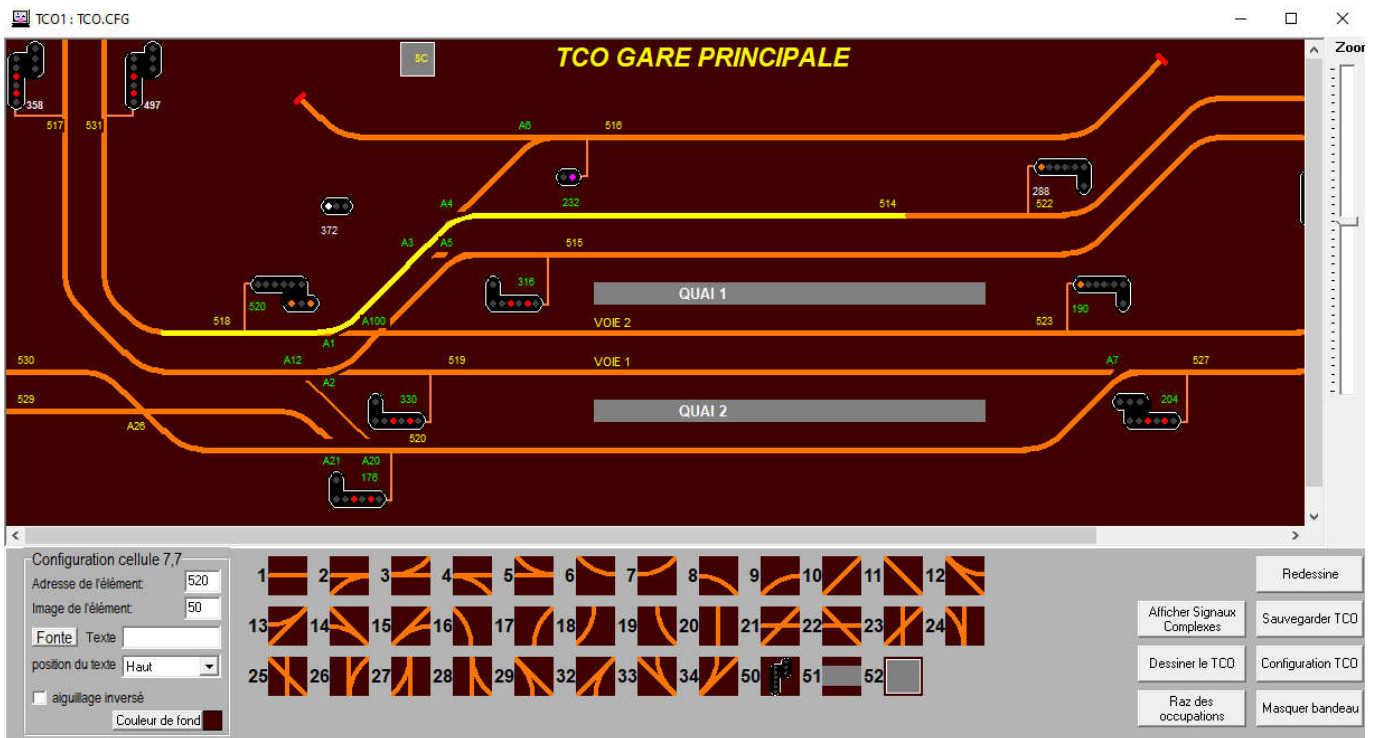 TCO1 : TCO.CFG
Zoom
SC
TCO GARE PRINCIPALE
358
497
517
531
A6
516
288
522
A4
232
514
372
A3
A5
515
316
QUAI 1
520
190
518
A100
VOIE 2
523
A1
530
A12
519
VOIE 1
A7
527
A2
529
330
QUAI 2
204
A26
520
A21
A20
176
Configuration cellule 7,7
Adresse de l'élément: 520
Image de l'élément: 50
Fonte Texte
position du texte Haut
aiguillage inversé
Couleur de fond
1 2 3 4 5 6 7 8 9 10 11 12
13 14 15 16 17 18 19 20 21 22 23 24
25 26 27 28 29 32 33 34 50 51 52
Redessine
Afficher Signaux
Complexes
Sauvegarder TCO
Dessiner le TCO
Configuration TCO
Raz des
occupations
Masquer bandeau